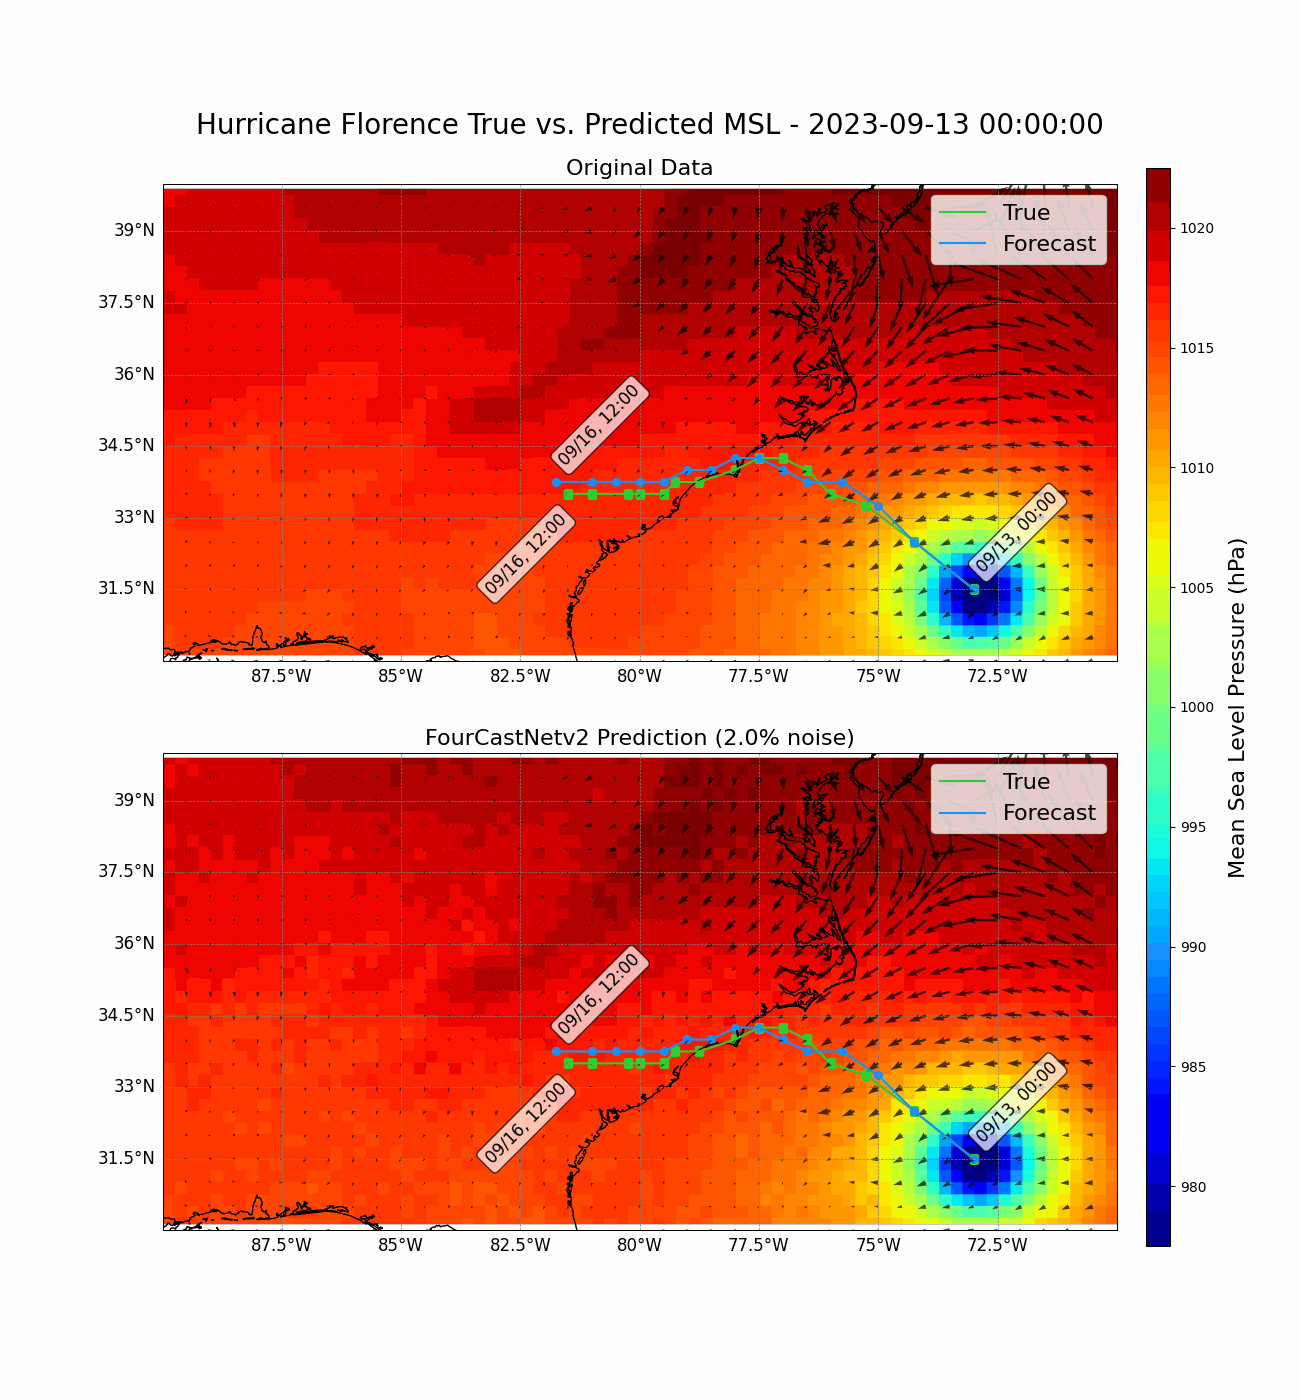 Hurricane Florence True vs. Predicted MSL - 2023-09-13 00:00:00
Original Data
True
Forecast
39°N
37.5°N
36°N
34.5°N
33°N
31.5°N
09/16, 12:00
09/16, 12:00
09/13, 00:00
87.5°W 85°W 82.5°W 80°W 77.5°W 75°W 72.5°W
FourCastNetv2 Prediction (2.0% noise)
True
Forecast
39°N
37.5°N
36°N
34.5°N
33°N
31.5°N
09/16, 12:00
09/16, 12:00
09/13, 00:00
87.5°W 85°W 82.5°W 80°W 77.5°W 75°W 72.5°W
1020
1015
1010
1005
1000
995
990
985
980
Mean Sea Level Pressure (hPa)